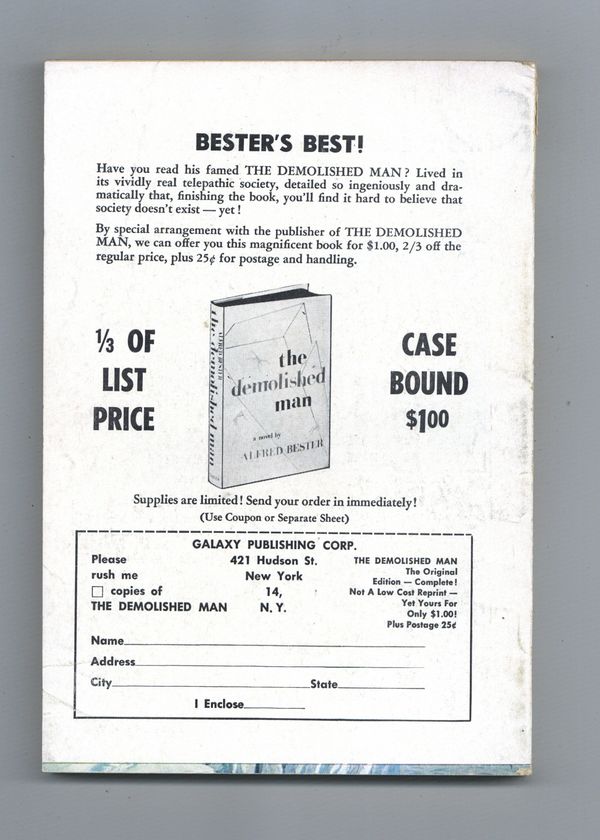 BESTER'S BEST!
Have you read his famed THE DEMOLISHED MAN? Lived in
its vividly real telepathic society, detailed so ingeniously and dra-
matically that, finishing the book, you'll find it hard to believe that
society doesn't exist — yet!
By special arrangement with the publisher of THE DEMOLISHED
MAN, we can offer you this magnificent book for $1.00, 2/3 off the
regular price, plus 25¢ for postage and handling.
⅓ OF
LIST
PRICE
the demolished man
ALFRED BESTER
the
demolished
man
a novel by
ALFRED BESTER
CASE
BOUND
$100
Supplies are limited! Send your order in immediately!
(Use Coupon or Separate Sheet)
GALAXY PUBLISHING CORP.
Please
rush me
copies of
THE DEMOLISHED MAN
421 Hudson St.
New York
14,
N. Y.
THE DEMOLISHED MAN
The Original
Edition — Complete!
Not A Low Cost Reprint —
Yet Yours For
Only $1.00!
Plus Postage 25¢
Name
Address
City State
I Enclose